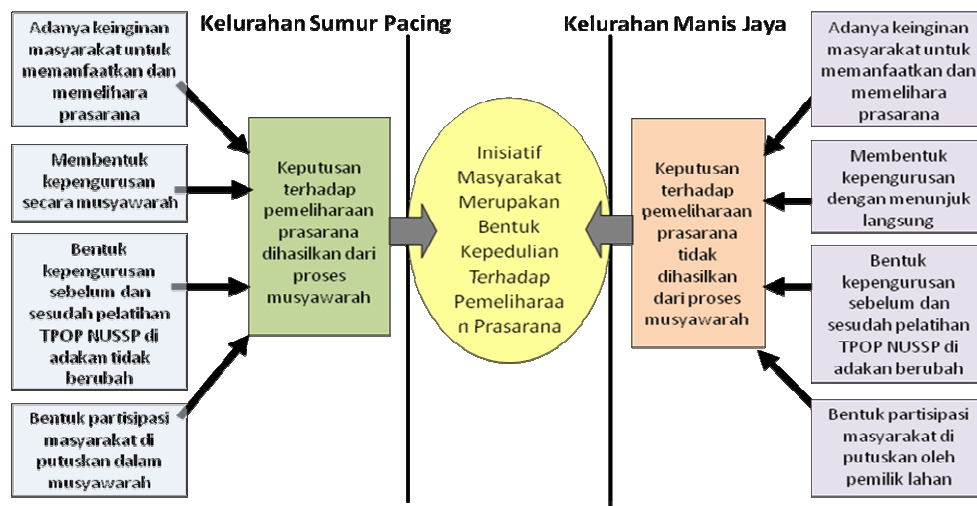 Kelurahan Sumur Pacing
Kelurahan Manis Jaya
Adanya keinginan
masyarakat untuk
memanfaatkan dan
memelihara
prasarana
Membentuk
kepengurusan
secara musyawarah
Bentuk
kepengurusan
sebelum dan
sesudah pelatihan
TPOP NUSSP di
adakan tidak
berubah
Bentuk partisipasi
masyarakat di
putuskan dalam
musyawarah
Keputusan
terhadap
pemeliharaan
prasarana
dihasilkan dari
proses
musyawarah
Inisiatif
Masyarakat
Merupakan
Bentuk
Kepedulian
Terhadap
Pemeliharaa
n Prasarana
Keputusan
terhadap
pemeliharaan
prasarana
tidak
dihasilkan
dari proses
musyawarah
Adanya keinginan
masyarakat untuk
memanfaatkan dan
memelihara
prasarana
Membentuk
kepengurusan
dengan menunjuk
langsung
Bentuk
kepengurusan
sebelum dan
sesudah pelatihan
TPOP NUSSP di
adakan berubah
Bentuk partisipasi
masyarakat di
putuskan oleh
pemilik lahan